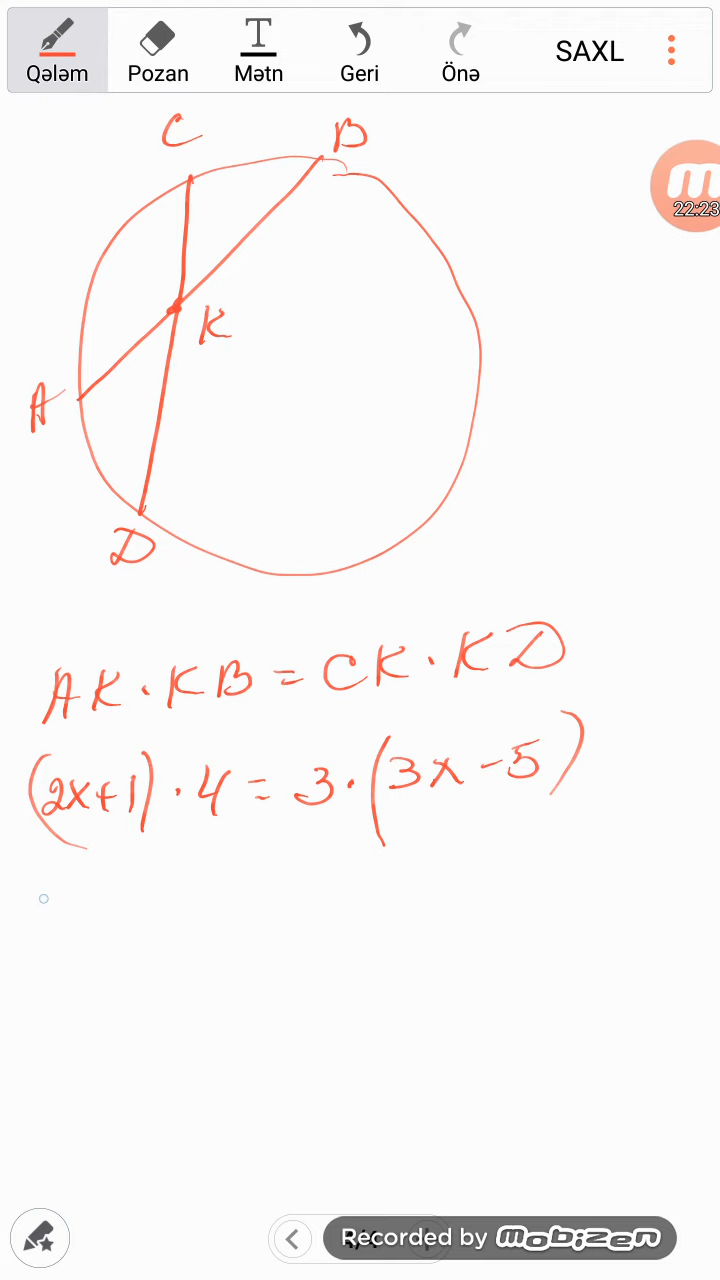 Qələm Pozan Mətn Geri Önə SAXL
22:23
C B
K
A
D
AK · KB = CK · KD
(2x+1) · 4 = 3 · (3x-5)
Recorded by mobizen